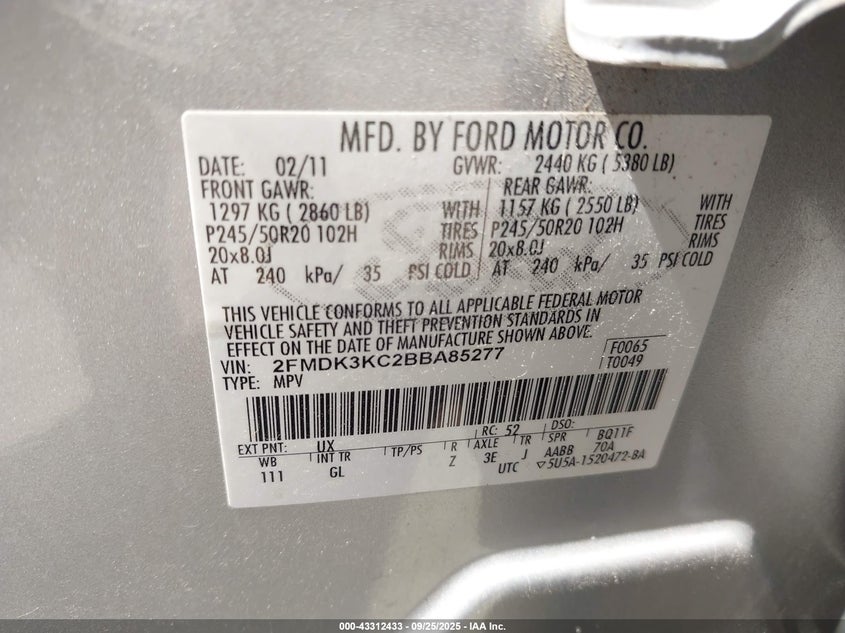 MFD. BY FORD MOTOR CO.
DATE: 02/11 GVWR: 2440 KG ( 5380 LB)
FRONT GAWR: REAR GAWR:
1297 KG ( 2860 LB) WITH 1157 KG ( 2550 LB) WITH
P245/50R20 102H TIRES P245/50R20 102H TIRES
20x8.0J RIMS 20x8.0J RIMS
AT 240 kPa/ 35 PSI COLD AT 240 kPa/ 35 PSI COLD
THIS VEHICLE CONFORMS TO ALL APPLICABLE FEDERAL MOTOR
VEHICLE SAFETY AND THEFT PREVENTION STANDARDS IN
EFFECT ON THE DATE OF MANUFACTURE SHOWN ABOVE.
VIN: 2FMDK3KC2BBA85277 F0065
TYPE: MPV T0049
EXT PNT: UX RC: 52 DSO:
WB INT TR TP/PS R AXLE TR SPR BQ11F
111 GL Z 3E J AABB 70A
UTC ▽5U5A-1520472-BA
000-43312433 - 09/25/2025 - IAA Inc.